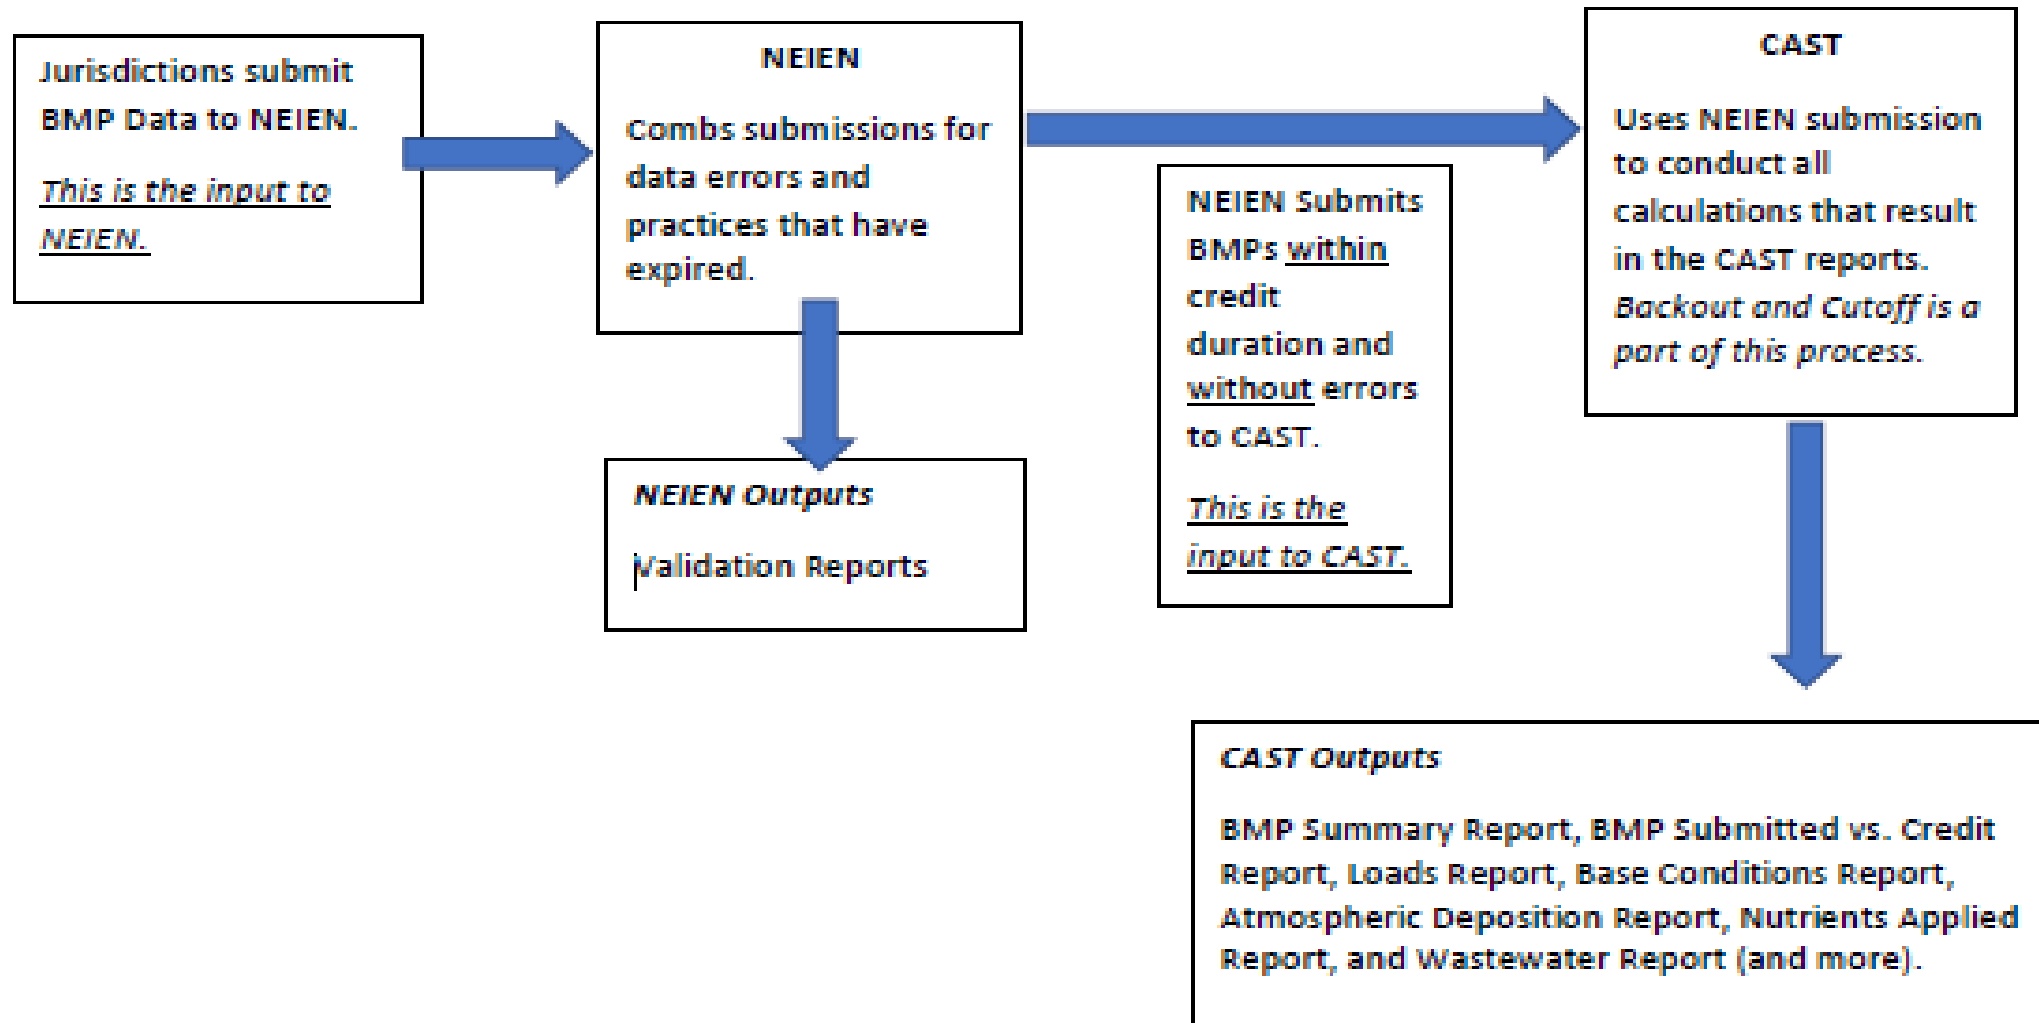 Jurisdictions submit
BMP Data to NEIEN.
This is the input to
NEIEN.
NEIEN
Combs submissions for
data errors and
practices that have
expired.
NEIEN Outputs
Validation Reports
NEIEN Submits
BMPs within
credit
duration and
without errors
to CAST.
This is the
input to CAST.
CAST
Uses NEIEN submission
to conduct all
calculations that result
in the CAST reports.
Backout and Cutoff is a
part of this process.
CAST Outputs
BMP Summary Report, BMP Submitted vs. Credit
Report, Loads Report, Base Conditions Report,
Atmospheric Deposition Report, Nutrients Applied
Report, and Wastewater Report (and more).